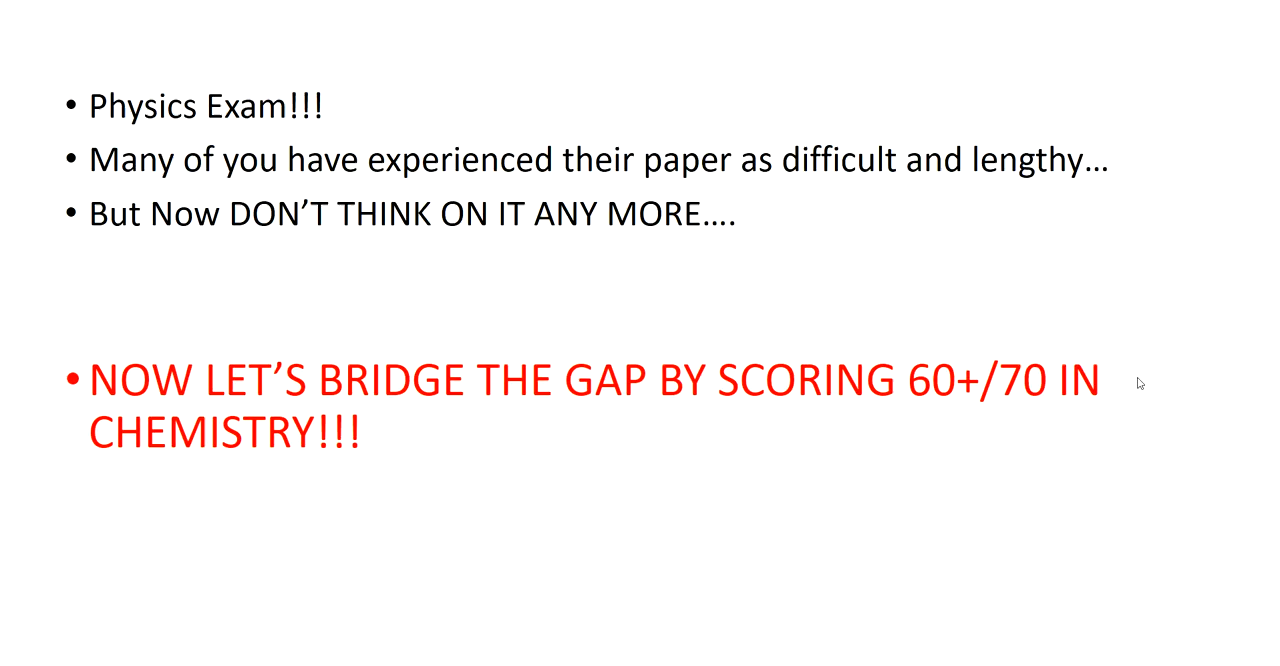 • Physics Exam!!!
• Many of you have experienced their paper as difficult and lengthy…
• But Now DON’T THINK ON IT ANY MORE….
• NOW LET’S BRIDGE THE GAP BY SCORING 60+/70 IN
CHEMISTRY!!!